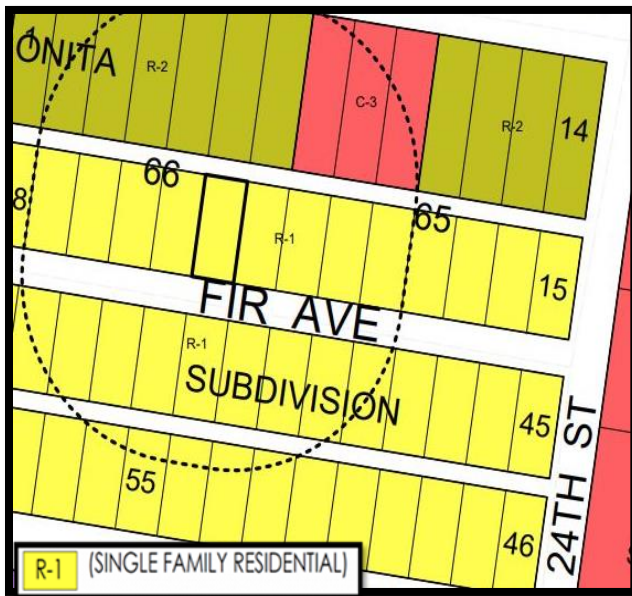 ONITA
R-2
C-3
R-2
14
66
8
R-1
65
15
FIR AVE
R-1
SUBDIVISION
45
24TH ST
55
46
R-1 (SINGLE FAMILY RESIDENTIAL)